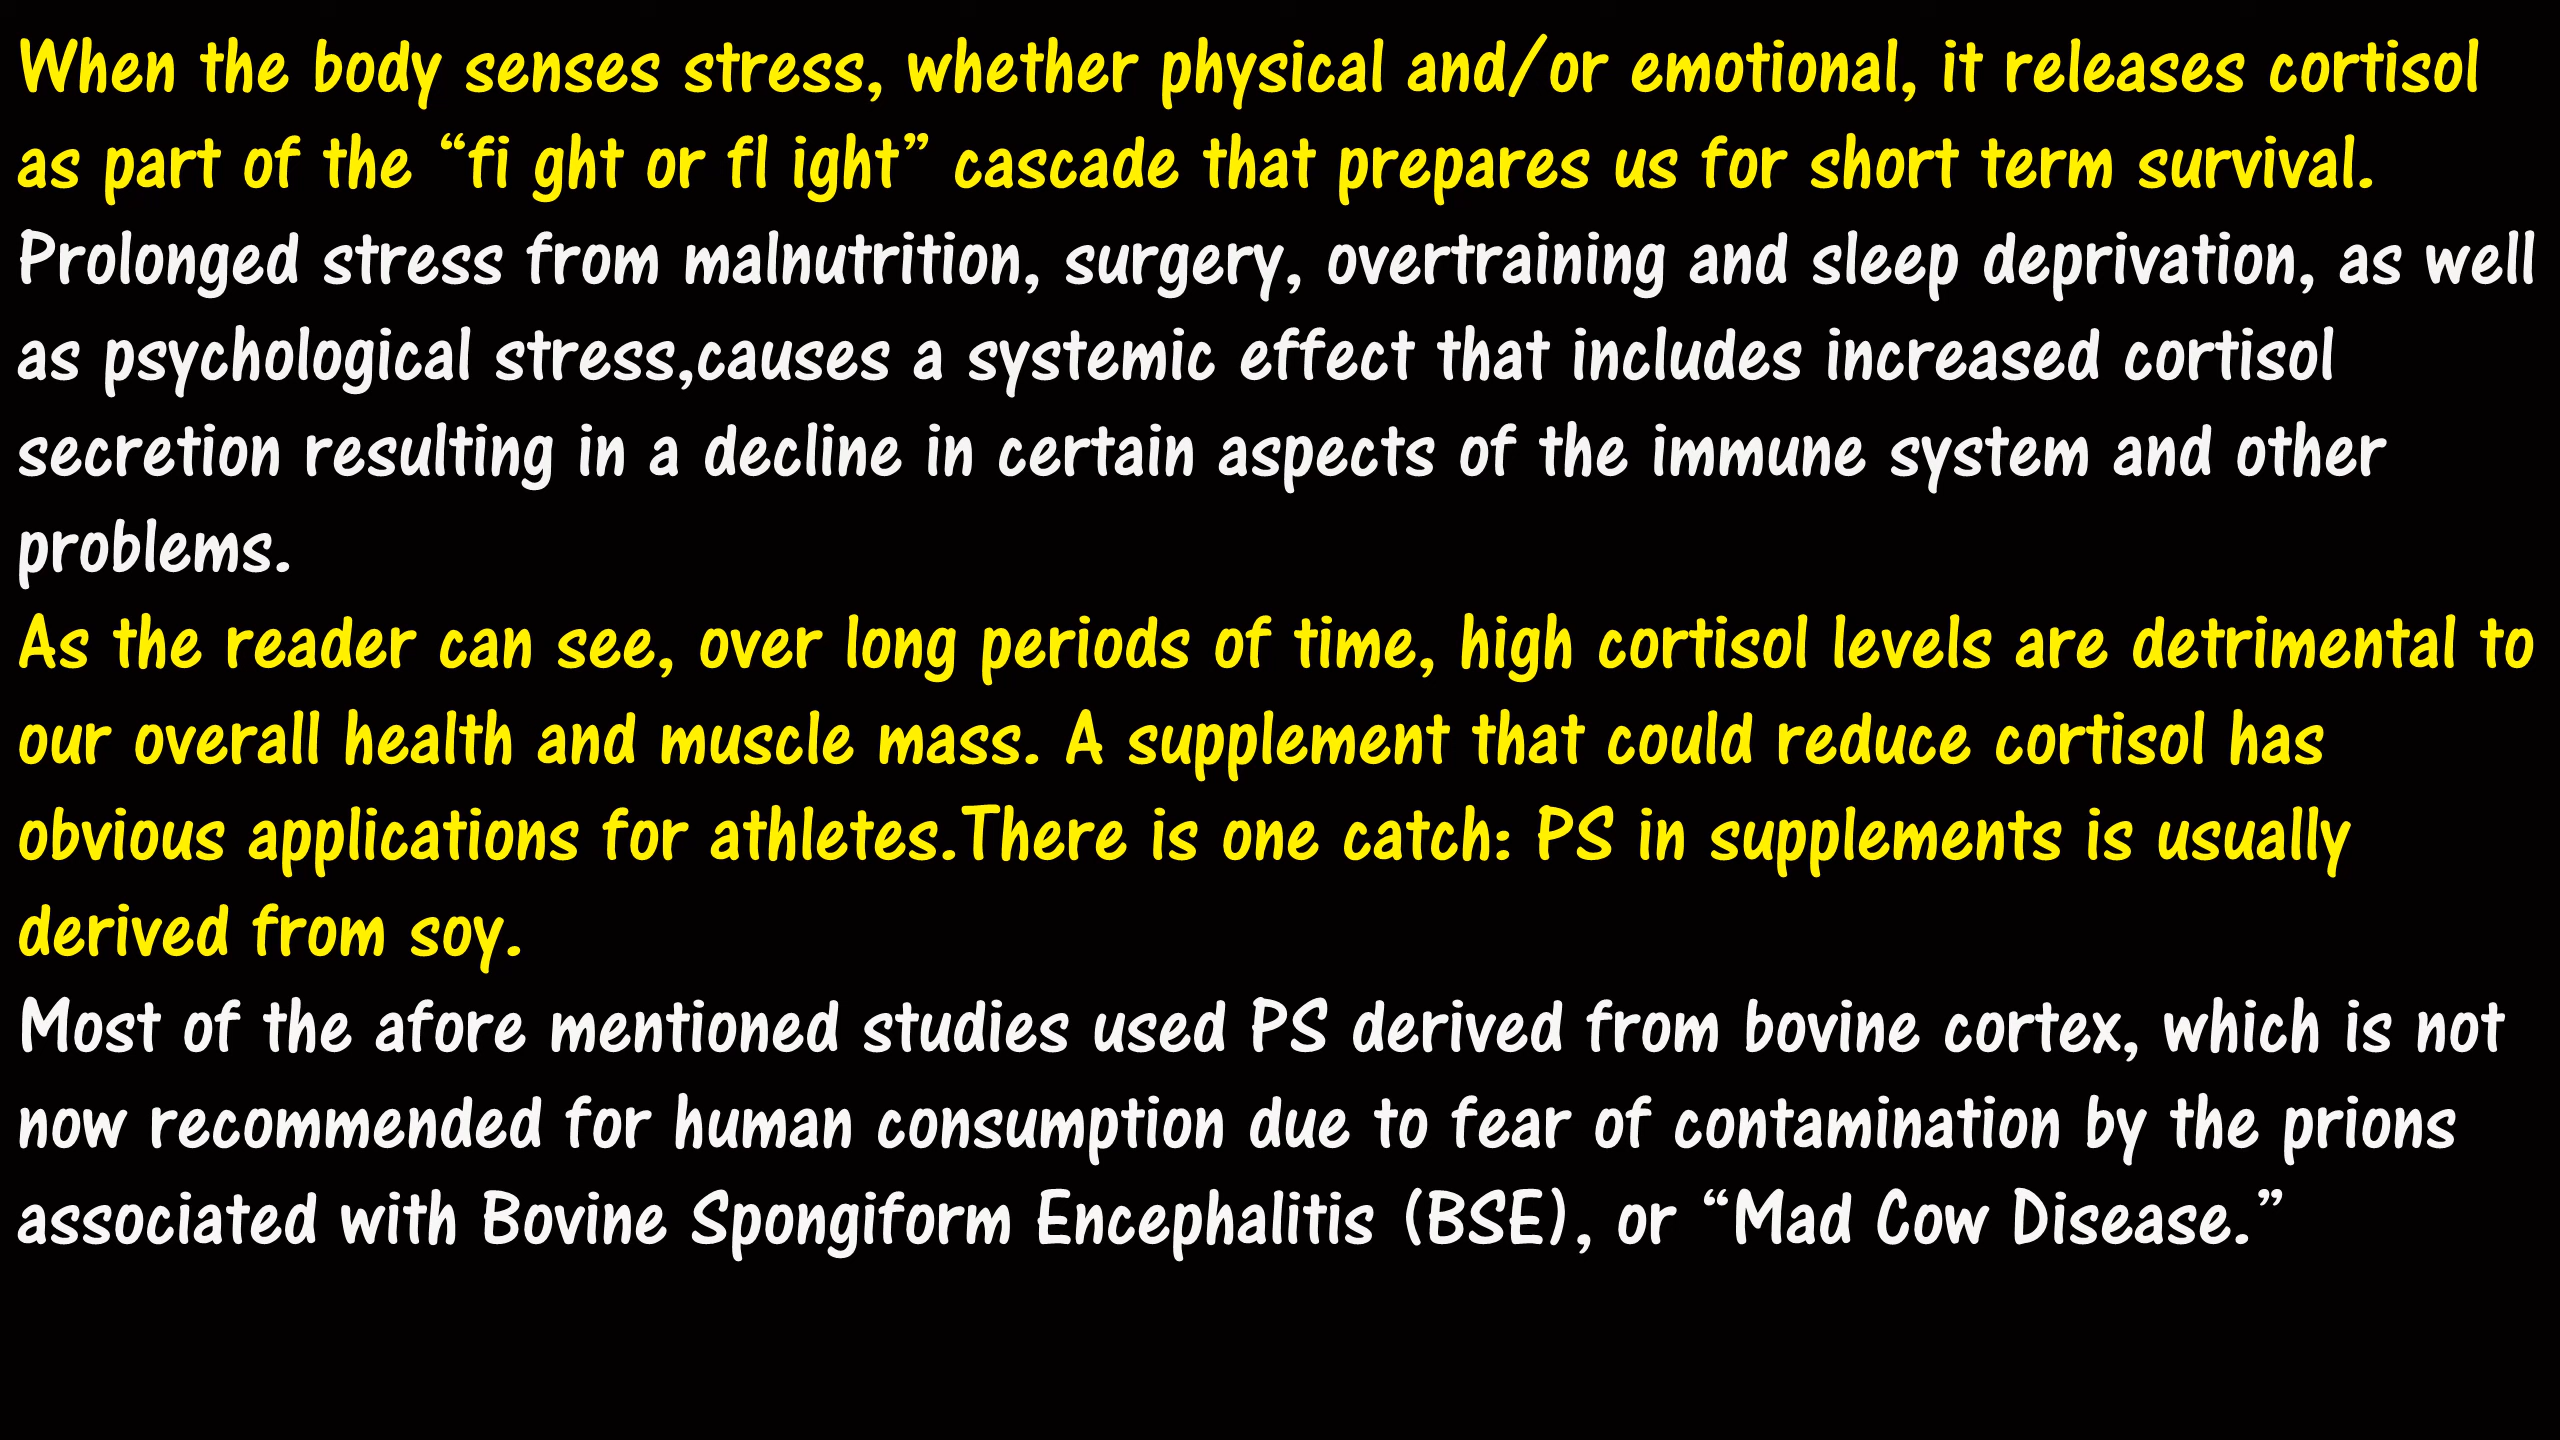 When the body senses stress, whether physical and/or emotional, it releases cortisol
as part of the “fi ght or fl ight” cascade that prepares us for short term survival.
Prolonged stress from malnutrition, surgery, overtraining and sleep deprivation, as well
as psychological stress,causes a systemic effect that includes increased cortisol
secretion resulting in a decline in certain aspects of the immune system and other
problems.
As the reader can see, over long periods of time, high cortisol levels are detrimental to
our overall health and muscle mass. A supplement that could reduce cortisol has
obvious applications for athletes.There is one catch: PS in supplements is usually
derived from soy.
Most of the afore mentioned studies used PS derived from bovine cortex, which is not
now recommended for human consumption due to fear of contamination by the prions
associated with Bovine Spongiform Encephalitis (BSE), or “Mad Cow Disease.”